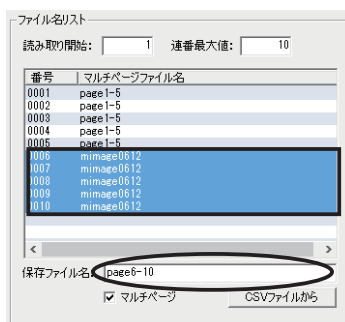 ファイル名リスト
読み取り開始: 1 連番最大値: 10
番号 マルチページファイル名
0001 page1-5
0002 page1-5
0003 page1-5
0004 page1-5
0005 page1-5
0006 mimage0612
0007 mimage0612
0008 mimage0612
0009 mimage0612
0010 mimage0612
保存ファイル名: page6-10
マルチページ CSVファイルから